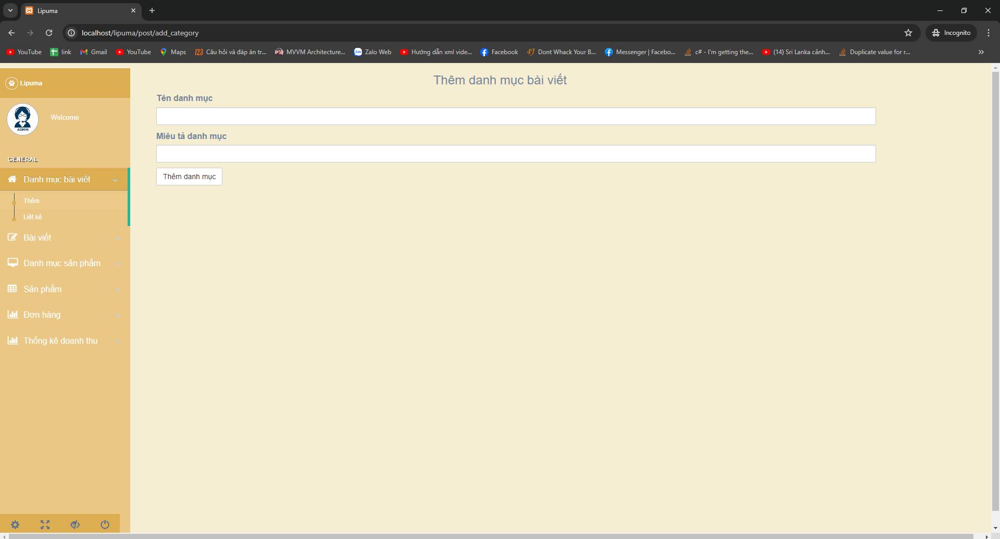 Lipuma
localhost/lipuma/post/add_category
Incognito
YouTube
link
Gmail
YouTube
Maps
Câu hỏi và đáp án tr...
MVVM Architecture...
Zalo Web
Hướng dẫn xml vide...
Facebook
Dont Whack Your B...
Messenger | Facebo...
c# - I'm getting the...
(14) Sri Lanka cảnh...
Duplicate value for r...
Lipuma
ADMIN
Welcome
GENERAL
Danh mục bài viết
Thêm
Liệt kê
Bài viết
Danh mục sản phẩm
Sản phẩm
Đơn hàng
Thống kê doanh thu
Thêm danh mục bài viết
Tên danh mục
Miêu tả danh mục
Thêm danh mục